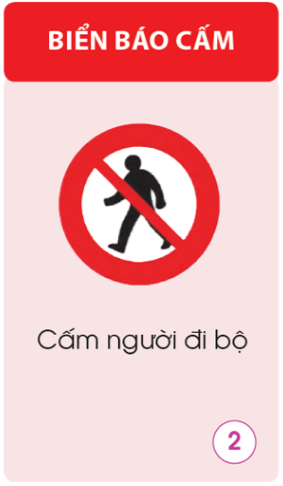 BIỂN BÁO CẤM
Cấm người đi bộ
2